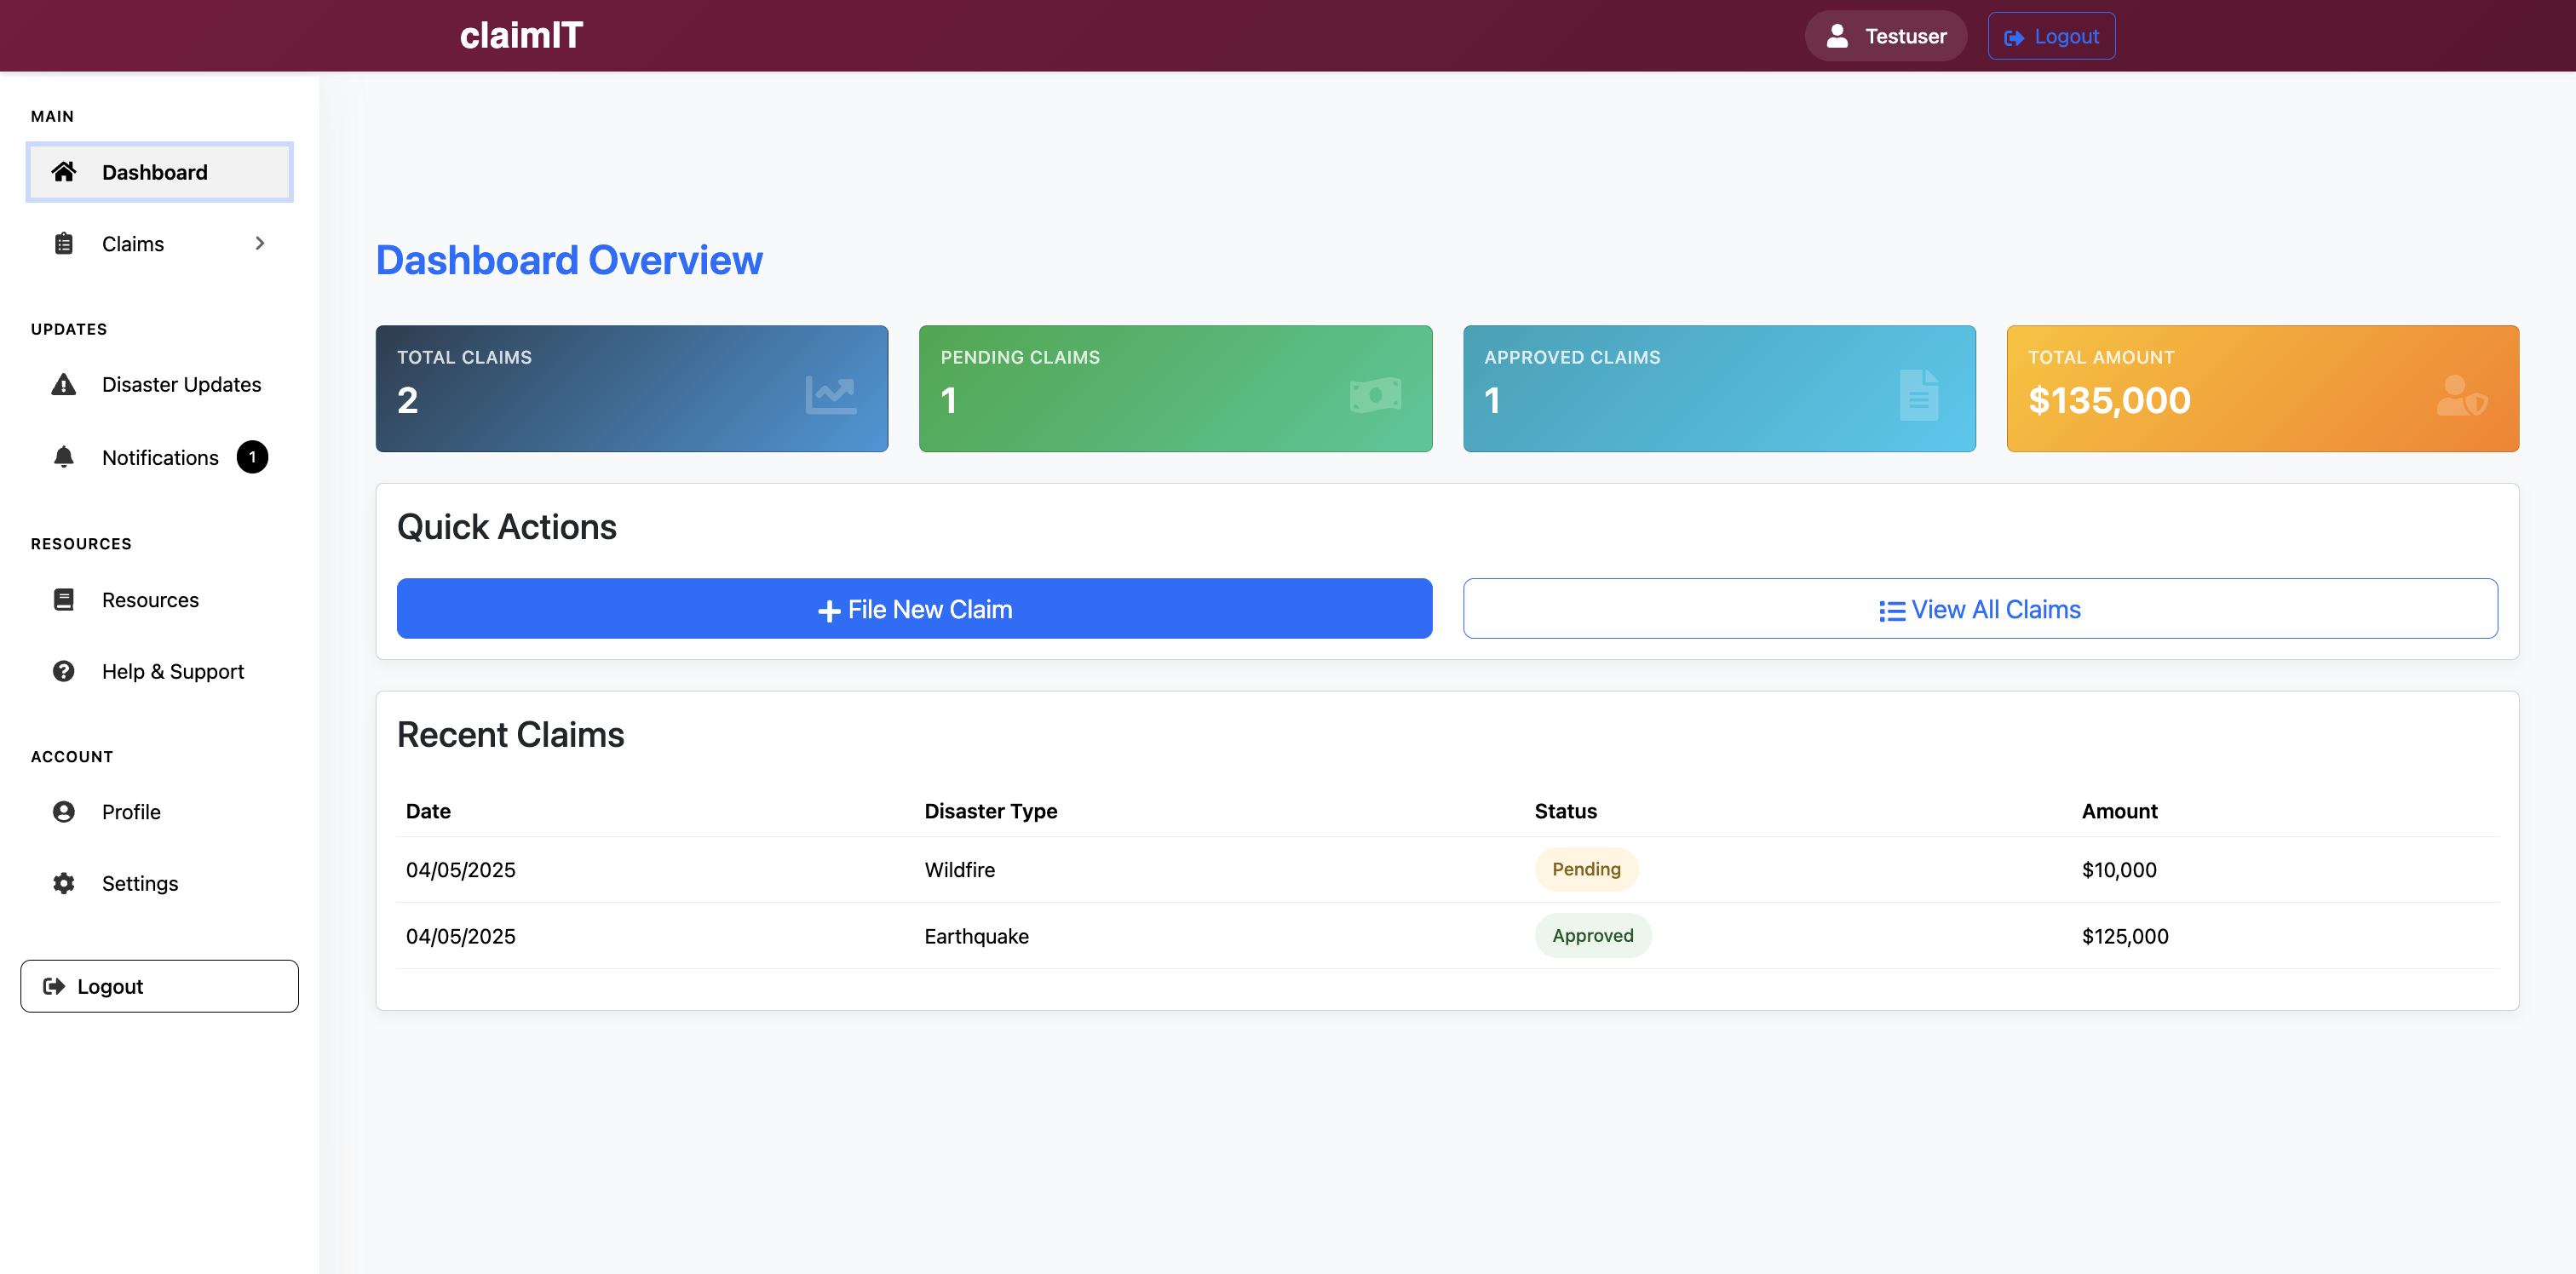 claimIT
Testuser
Logout
MAIN
Dashboard
Claims
UPDATES
Disaster Updates
Notifications 1
RESOURCES
Resources
Help & Support
ACCOUNT
Profile
Settings
Logout
Dashboard Overview
TOTAL CLAIMS
2
PENDING CLAIMS
1
APPROVED CLAIMS
1
TOTAL AMOUNT
$135,000
Quick Actions
File New Claim
View All Claims
Recent Claims
Date Disaster Type Status Amount
04/05/2025 Wildfire Pending $10,000
04/05/2025 Earthquake Approved $125,000